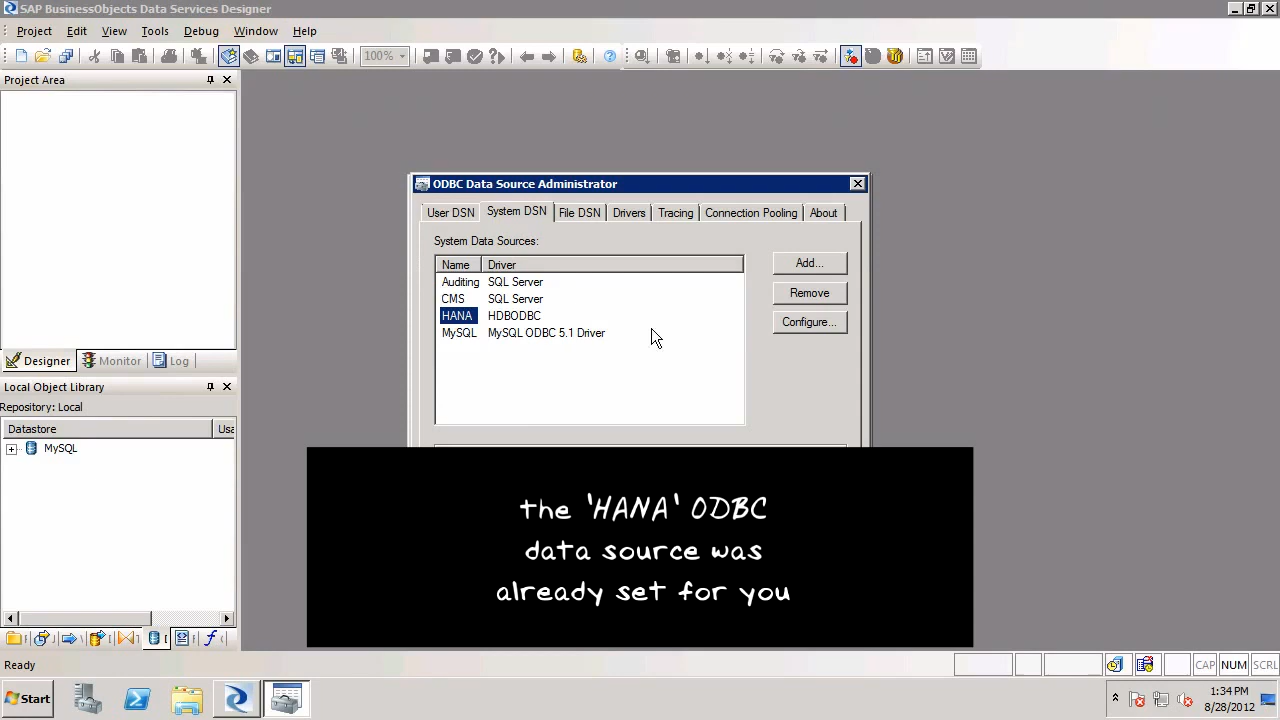 SAP BusinessObjects Data Services Designer
Project Edit View Tools Debug Window Help
100%
Project Area
Designer Monitor Log
Local Object Library
Repository: Local
Datastore Usa
MySQL
ODBC Data Source Administrator
User DSN System DSN File DSN Drivers Tracing Connection Pooling About
System Data Sources:
Name Driver
Auditing SQL Server
CMS SQL Server
HANA HDBODBC
MySQL MySQL ODBC 5.1 Driver
Add...
Remove
Configure...
the 'HANA' ODBC
data source was
already set for you
Ready
CAP NUM SCRL
Start
1:34 PM
8/28/2012